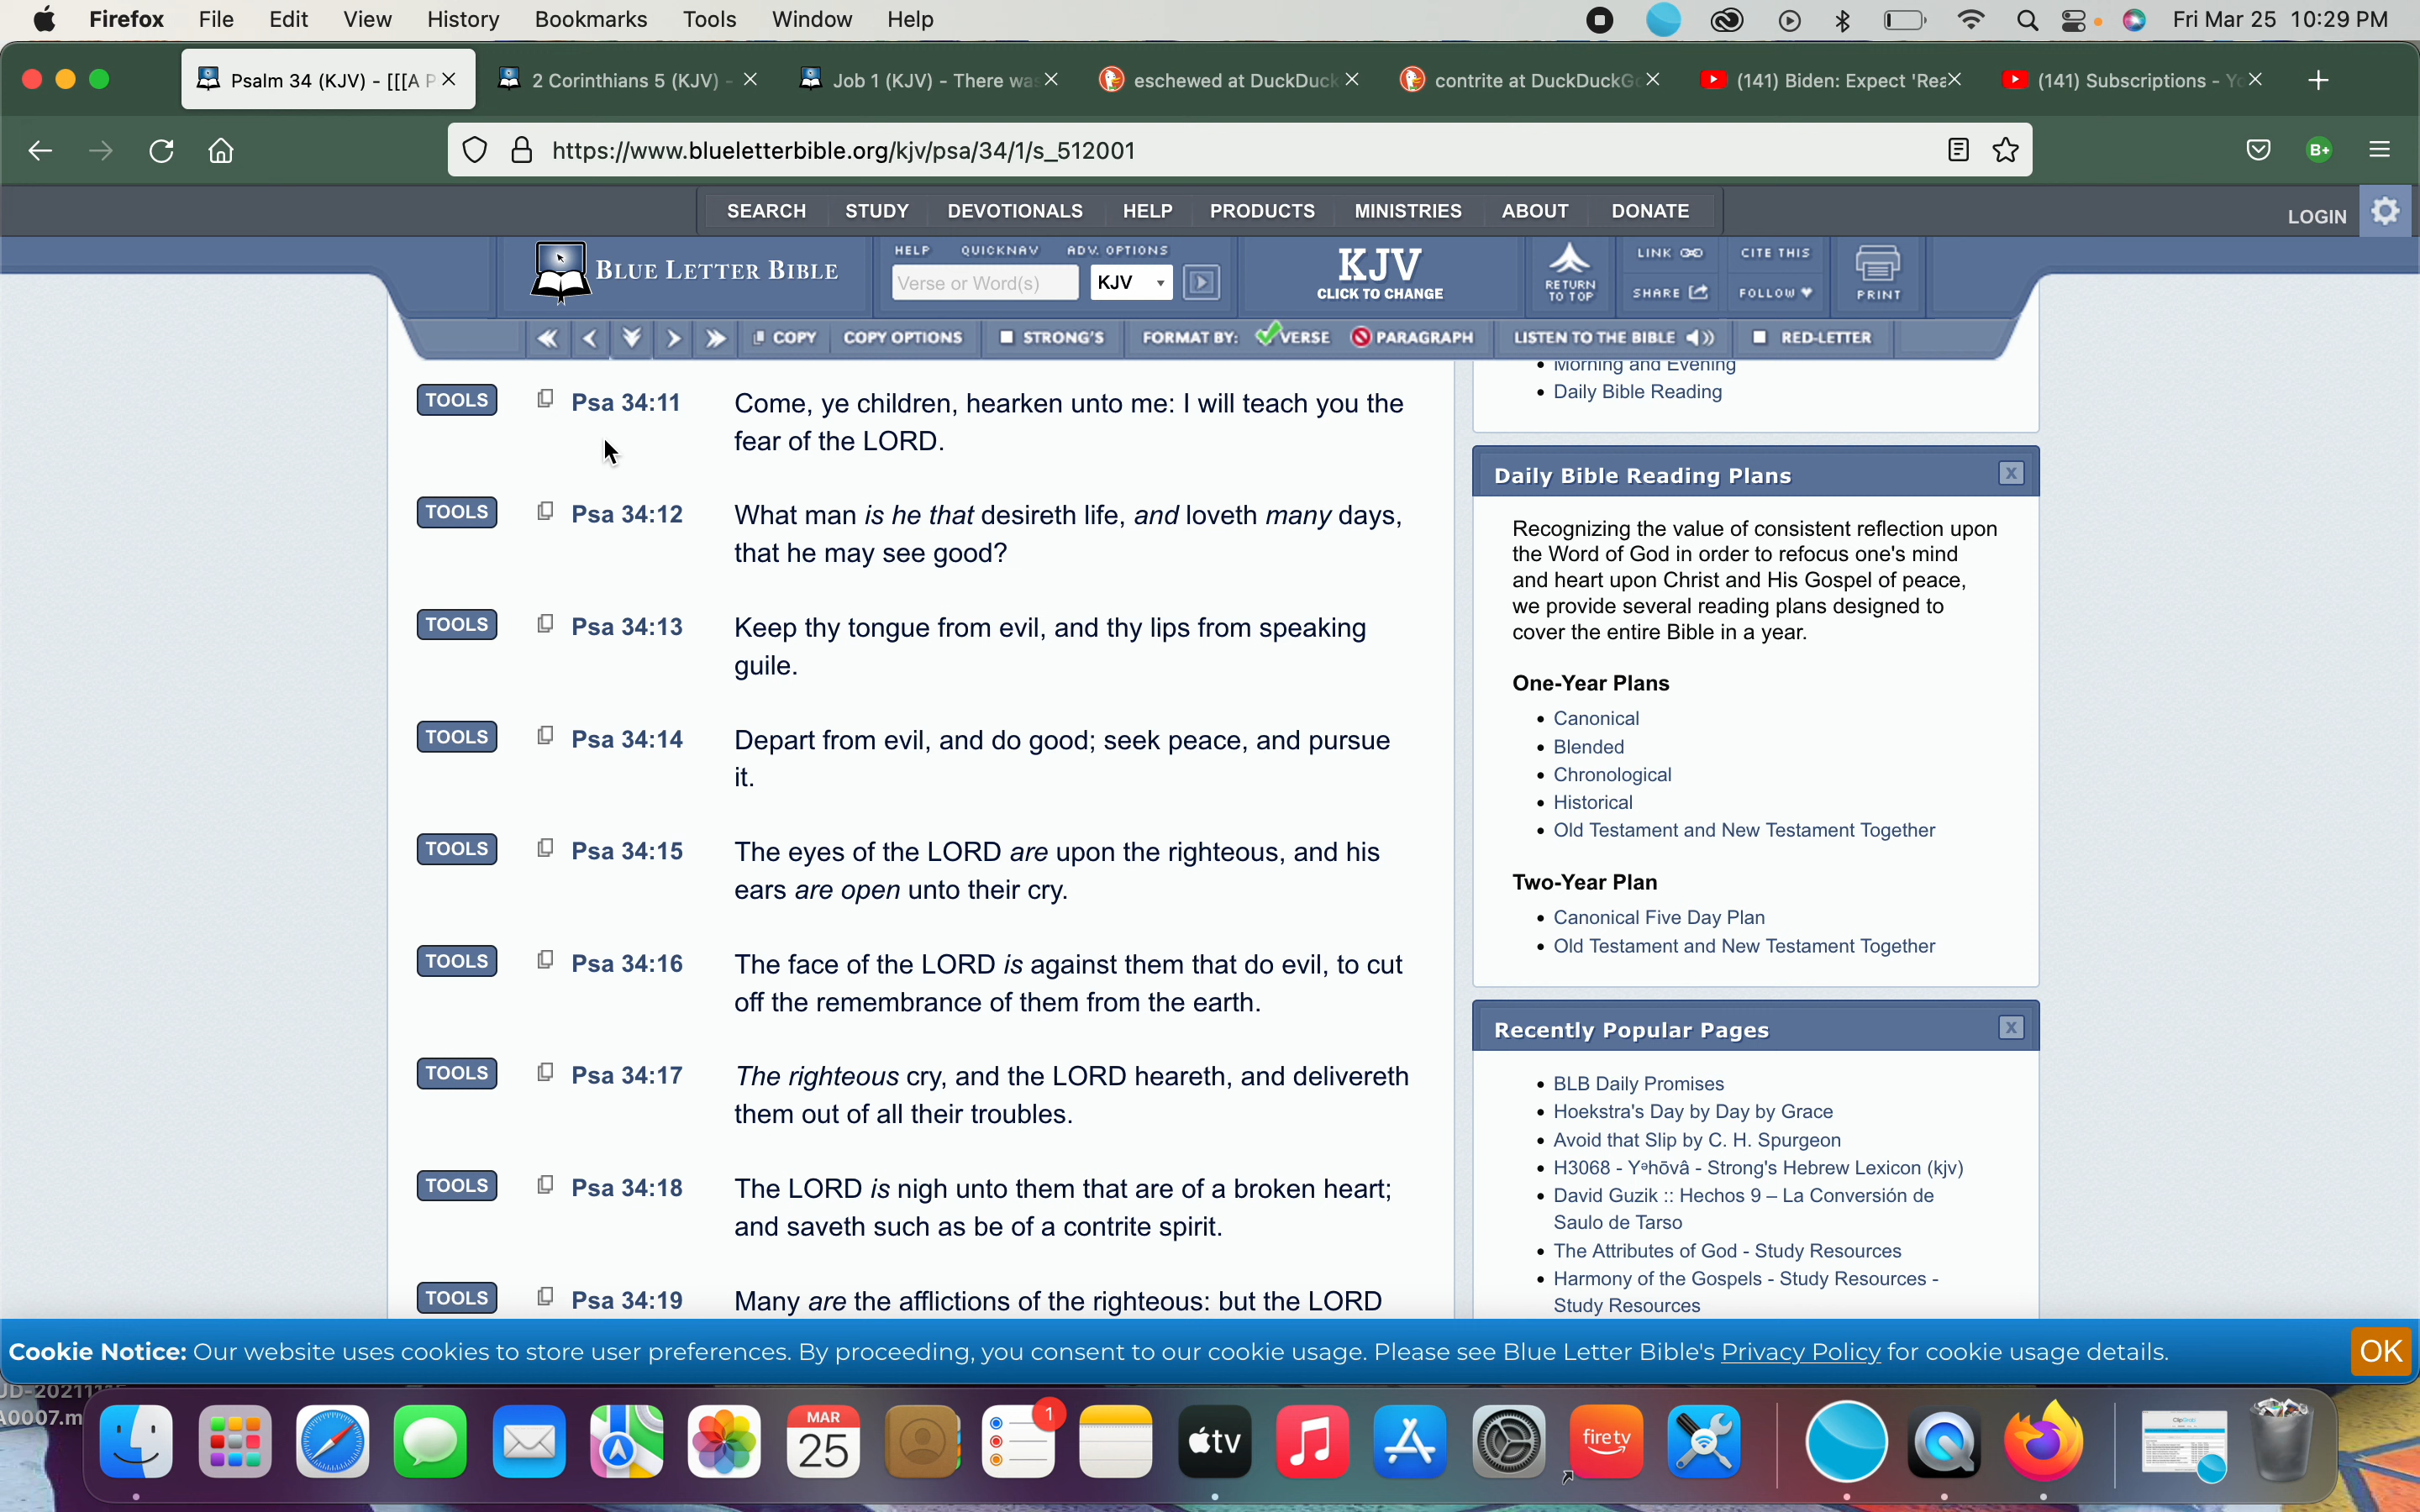 Firefox File Edit View History Bookmarks Tools Window Help Fri Mar 25 10:29 PM
Psalm 34 (KJV) - [[[A P 2 Corinthians 5 (KJV) - Job 1 (KJV) - There wa eschewed at DuckDuck contrite at DuckDuckG (141) Biden: Expect 'Rea (141) Subscriptions - Yo
https://www.blueletterbible.org/kjv/psa/34/1/s_512001
SEARCH STUDY DEVOTIONALS HELP PRODUCTS MINISTRIES ABOUT DONATE LOGIN
BLUE LETTER BIBLE
HELP QUICKNAV ADV. OPTIONS
Verse or Word(s) KJV
KJV
CLICK TO CHANGE
RETURN
TO TOP
LINK CITE THIS
SHARE FOLLOW
PRINT
COPY COPY OPTIONS STRONG'S FORMAT BY: VERSE PARAGRAPH LISTEN TO THE BIBLE RED-LETTER
TOOLS Psa 34:11 Come, ye children, hearken unto me: I will teach you the
fear of the LORD.
TOOLS Psa 34:12 What man is he that desireth life, and loveth many days,
that he may see good?
TOOLS Psa 34:13 Keep thy tongue from evil, and thy lips from speaking
guile.
TOOLS Psa 34:14 Depart from evil, and do good; seek peace, and pursue
it.
TOOLS Psa 34:15 The eyes of the LORD are upon the righteous, and his
ears are open unto their cry.
TOOLS Psa 34:16 The face of the LORD is against them that do evil, to cut
off the remembrance of them from the earth.
TOOLS Psa 34:17 The righteous cry, and the LORD heareth, and delivereth
them out of all their troubles.
TOOLS Psa 34:18 The LORD is nigh unto them that are of a broken heart;
and saveth such as be of a contrite spirit.
TOOLS Psa 34:19 Many are the afflictions of the righteous: but the LORD
Morning and Evening
Daily Bible Reading
Daily Bible Reading Plans X
Recognizing the value of consistent reflection upon
the Word of God in order to refocus one's mind
and heart upon Christ and His Gospel of peace,
we provide several reading plans designed to
cover the entire Bible in a year.
One-Year Plans
Canonical
Blended
Chronological
Historical
Old Testament and New Testament Together
Two-Year Plan
Canonical Five Day Plan
Old Testament and New Testament Together
Recently Popular Pages X
BLB Daily Promises
Hoekstra's Day by Day by Grace
Avoid that Slip by C. H. Spurgeon
H3068 - Yᵊhōvâ - Strong's Hebrew Lexicon (kjv)
David Guzik :: Hechos 9 – La Conversión de
Saulo de Tarso
The Attributes of God - Study Resources
Harmony of the Gospels - Study Resources -
Study Resources
Cookie Notice: Our website uses cookies to store user preferences. By proceeding, you consent to our cookie usage. Please see Blue Letter Bible's Privacy Policy for cookie usage details. OK
A0007.m
MAR
25
1
tv
fire tv